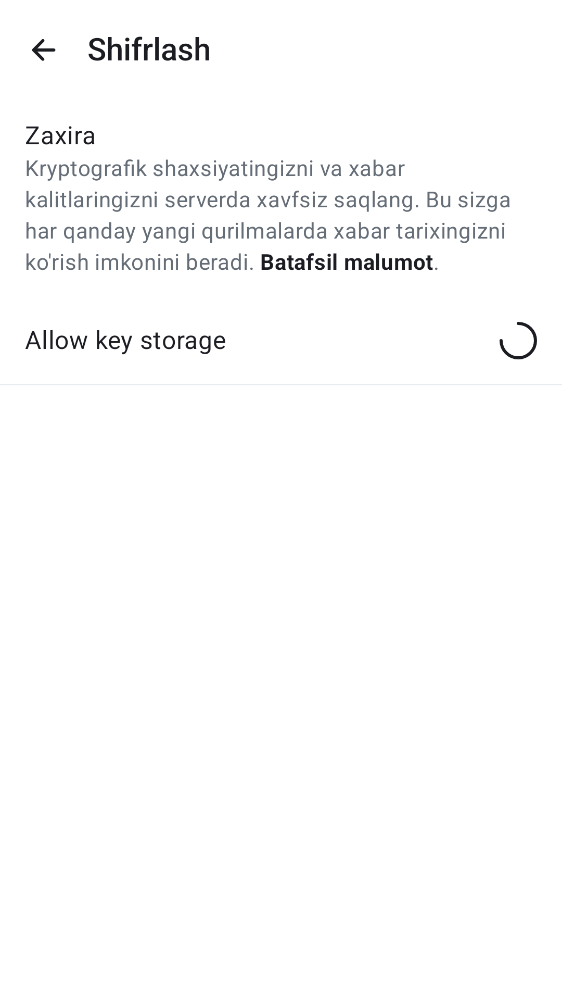 Shifrlash
Zaxira
Kryptografik shaxsiyatingizni va xabar
kalitlaringizni serverda xavfsiz saqlang. Bu sizga
har qanday yangi qurilmalarda xabar tarixingizni
ko'rish imkonini beradi. Batafsil malumot.
Allow key storage